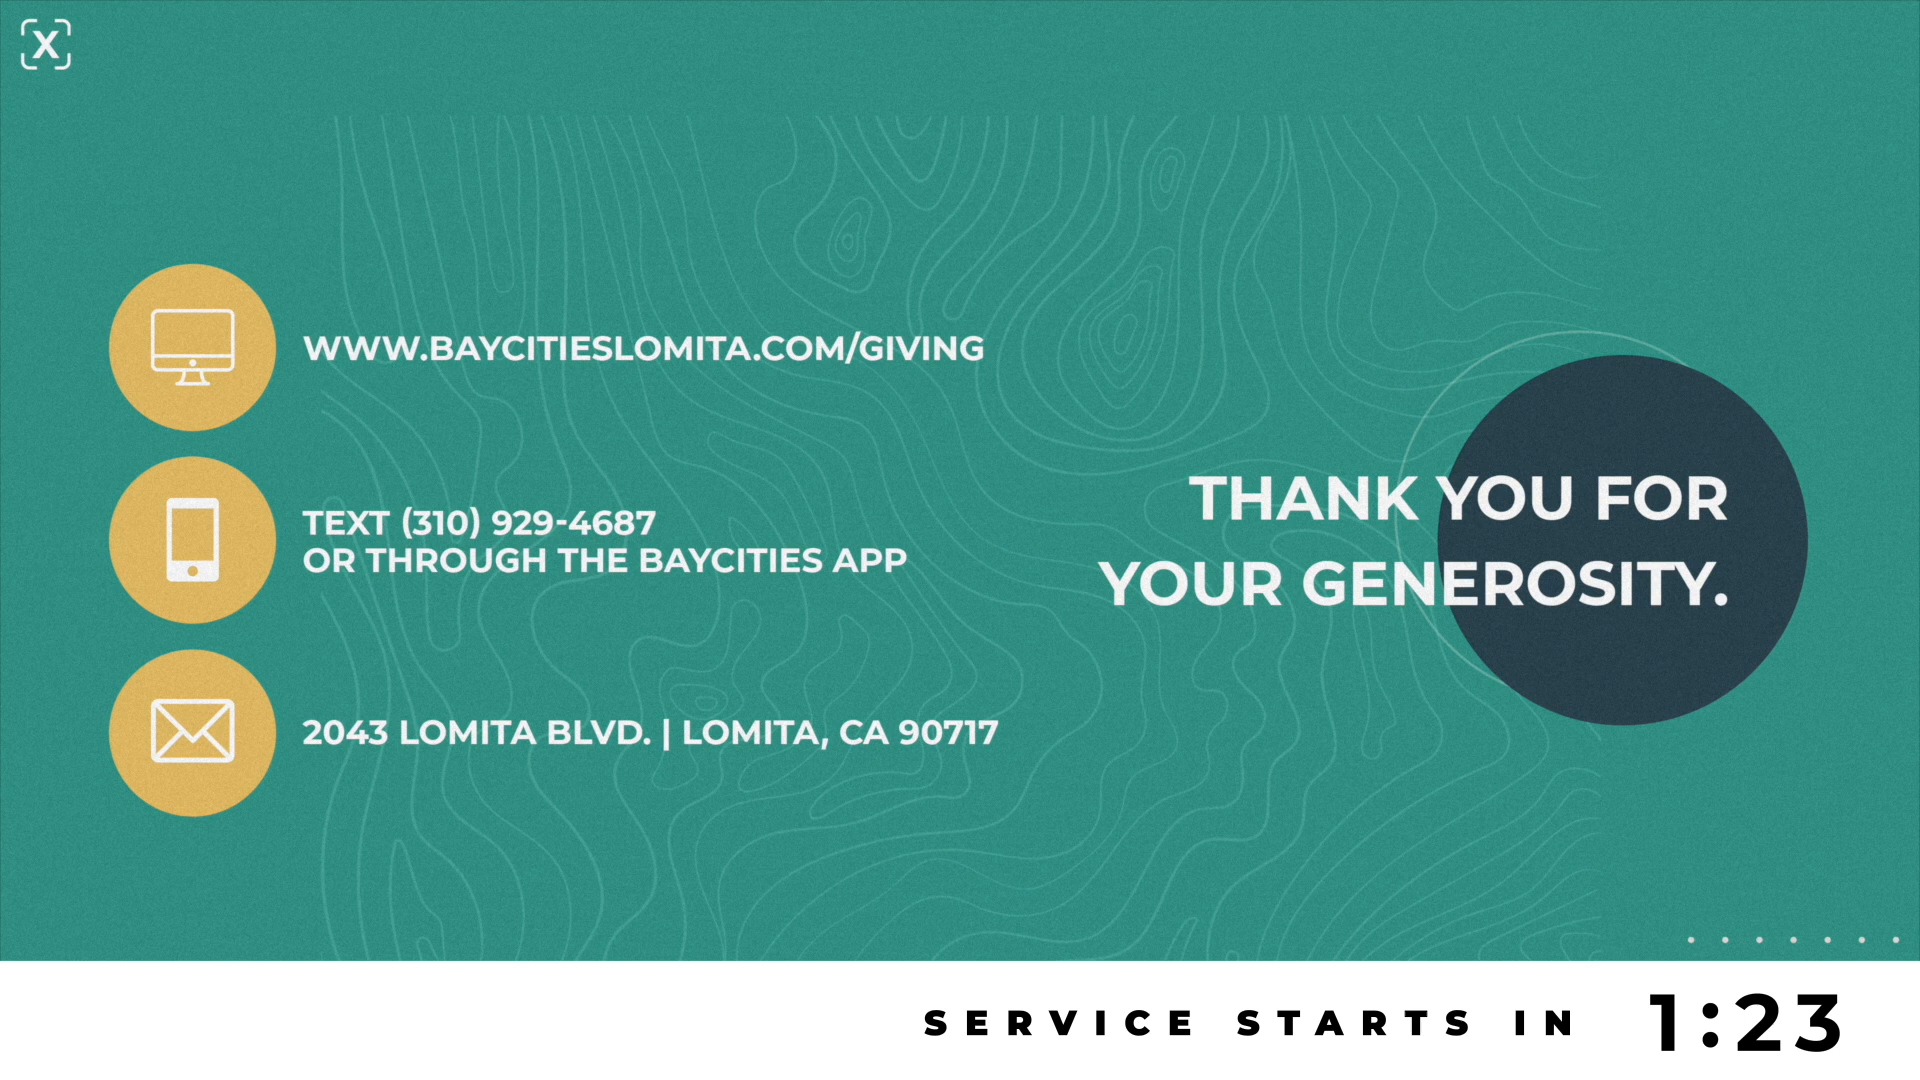 X
WWW.BAYCITIESLOMITA.COM/GIVING
TEXT (310) 929-4687
OR THROUGH THE BAYCITIES APP
2043 LOMITA BLVD. | LOMITA, CA 90717
THANK YOU FOR
YOUR GENEROSITY.
SERVICE STARTS IN 1:23